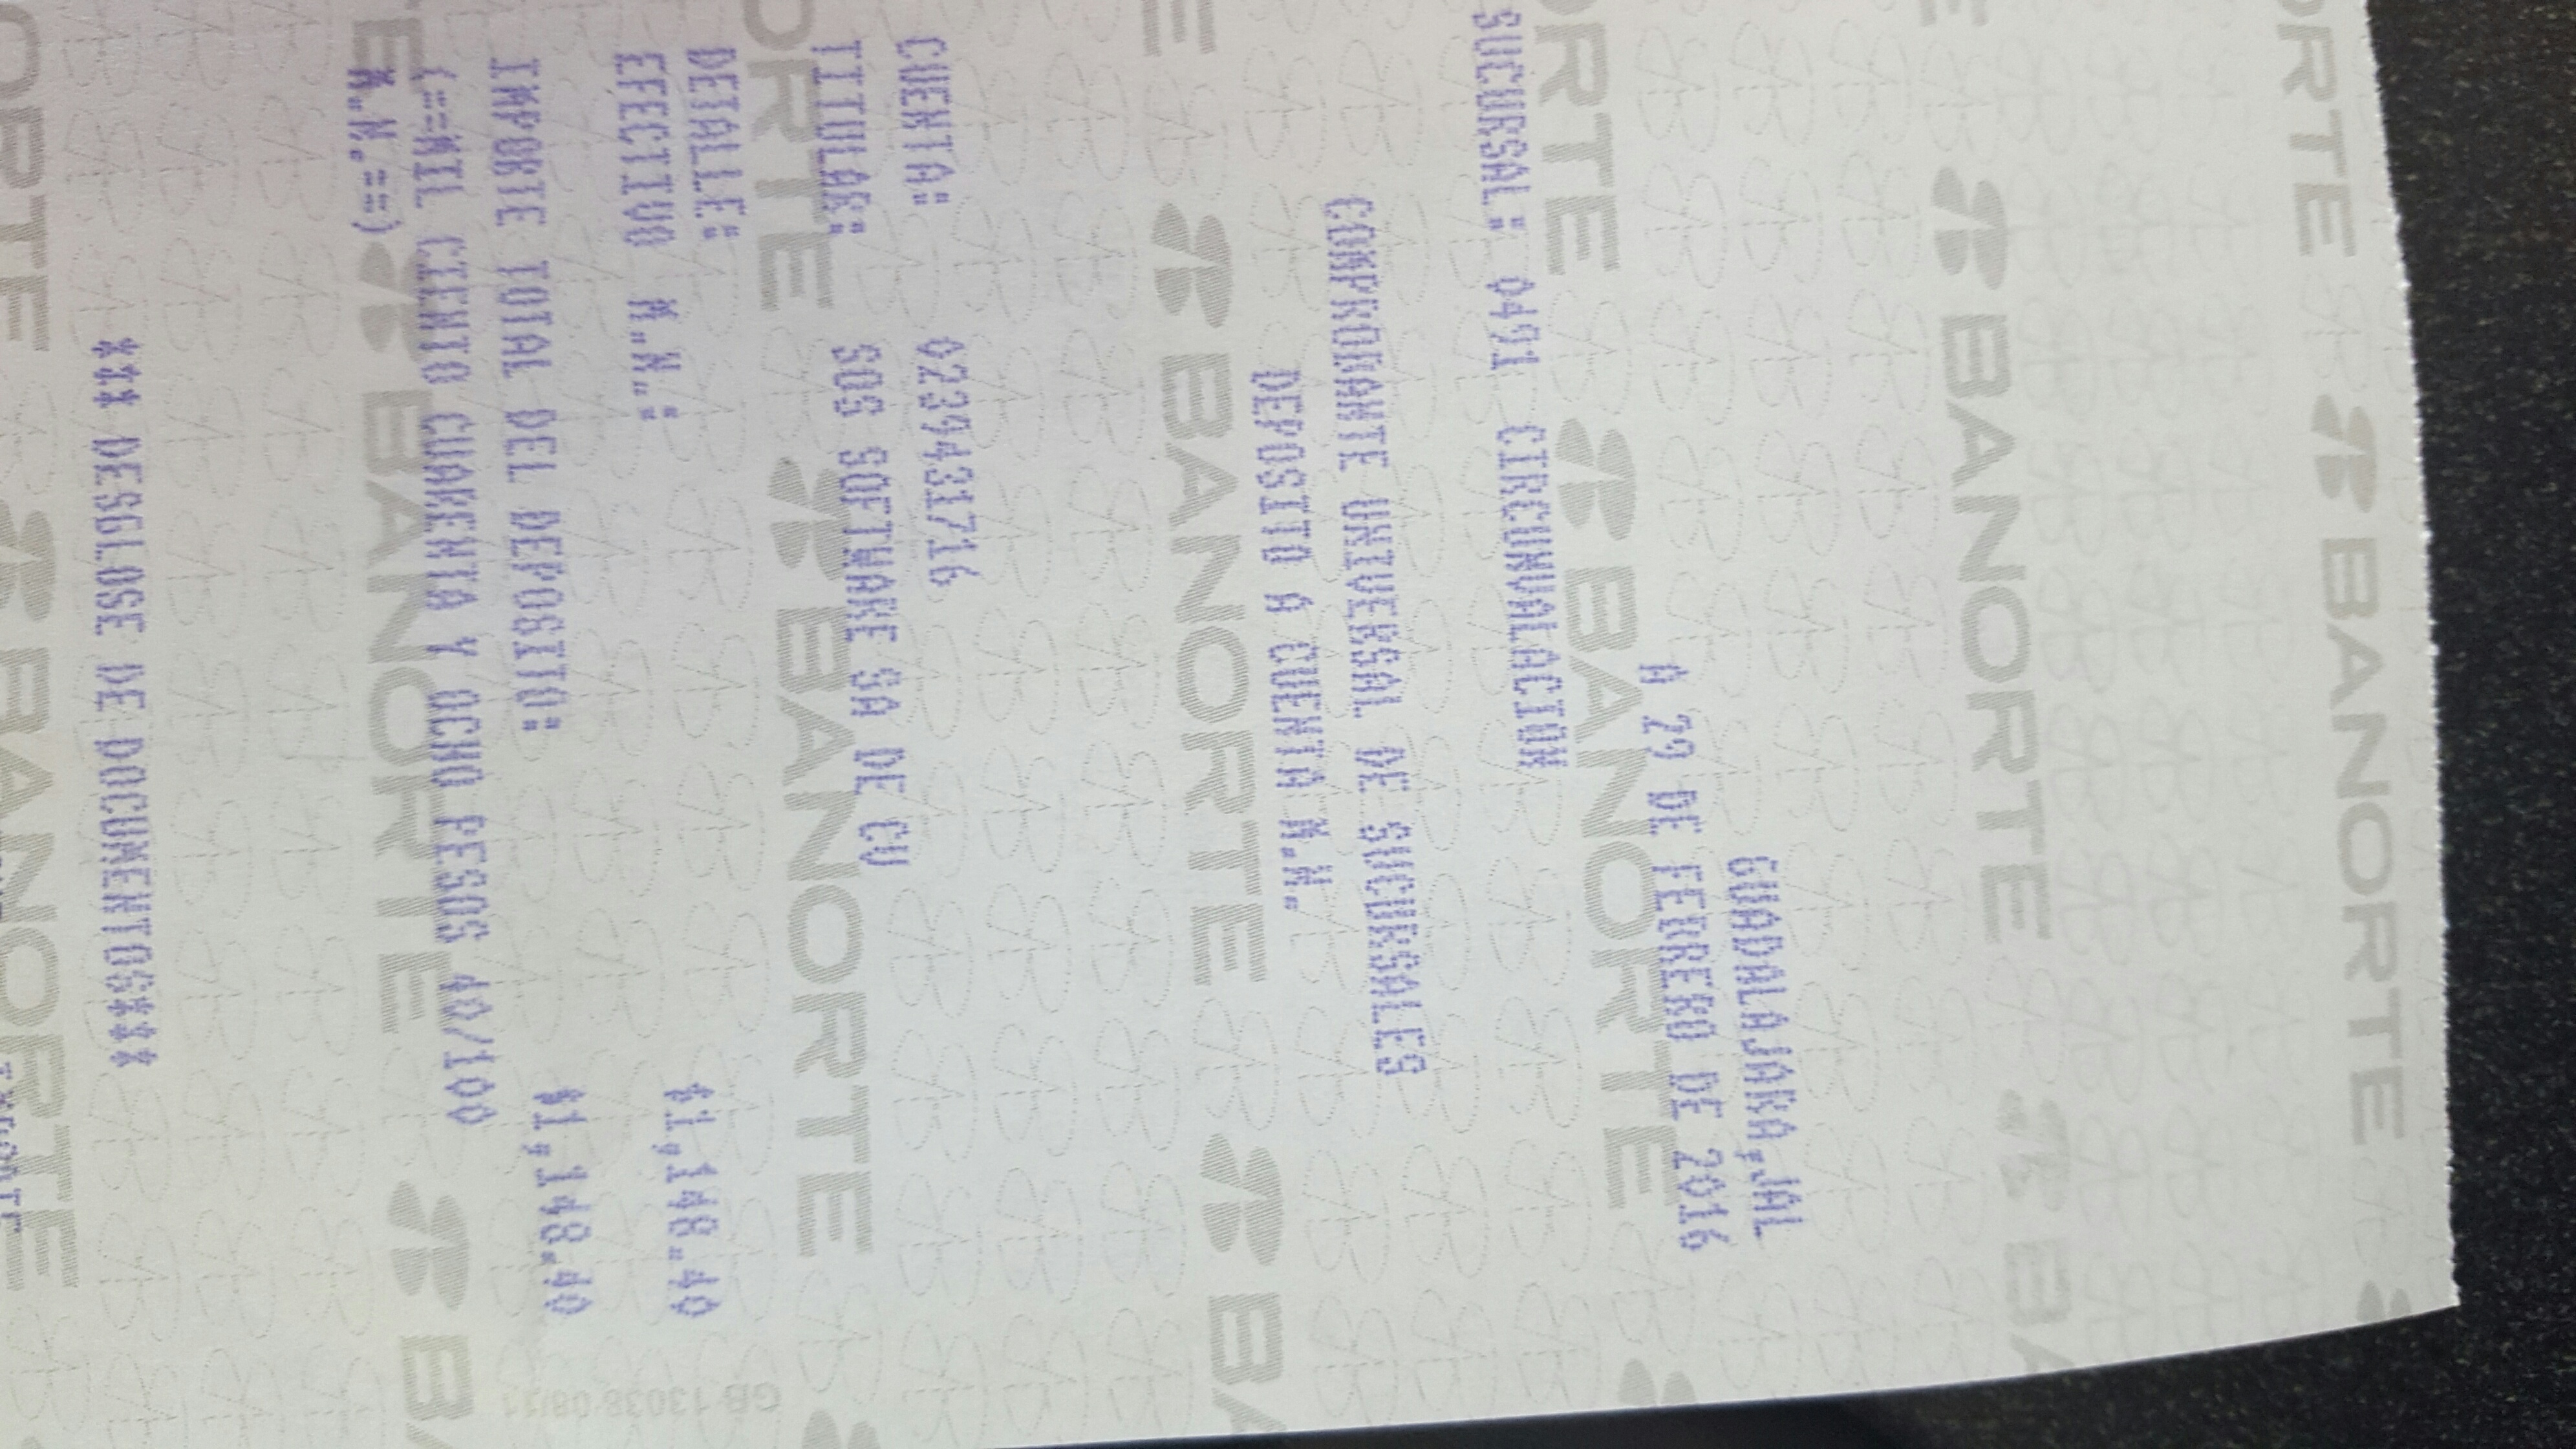 GUADALAJARA,JAL
A 29 DE FEBRERO DE 2016
SUCURSAL: 0491 CIRCUNVALACION
COMPROBANTE UNIVERSAL DE SUCURSALES
DEPOSITO A CUENTA M.N.
CUENTA: 0239431716
TITULAR: SOS SOFTWARE SA DE CV
DETALLE:
EFECTIVO M.N.: $1,148.40
IMPORTE TOTAL DEL DEPOSITO: $1,148.40
(==MIL CIENTO CUARENTA Y OCHO PESOS 40/100
M.N.==)
*** DESGLOSE DE DOCUMENTOS***
BANORTE
GB 13038 08/11